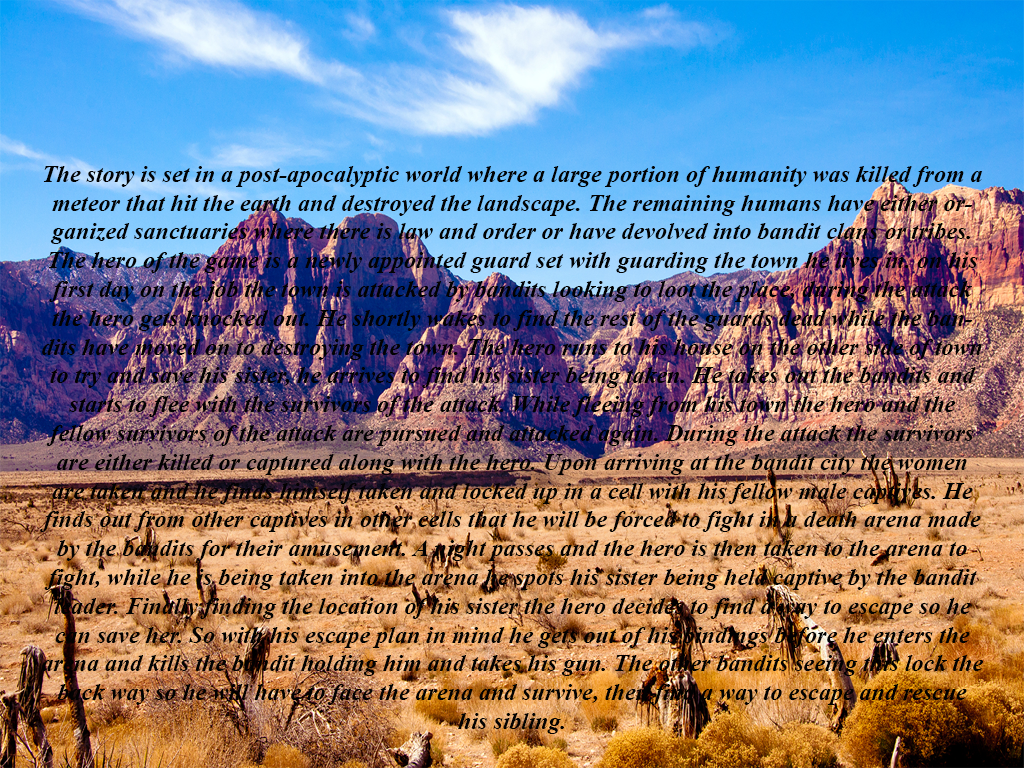 The story is set in a post-apocalyptic world where a large portion of humanity was killed from a
meteor that hit the earth and destroyed the landscape. The remaining humans have either or-
ganized sanctuaries where there is law and order or have devolved into bandit clans or tribes.
The hero of the game is a newly appointed guard set with guarding the town he lives in, on his
first day on the job the town is attacked by bandits looking to loot the place, during the attack
the hero gets knocked out. He shortly wakes to find the rest of the guards dead while the ban-
dits have moved on to destroying the town. The hero runs to his house on the other side of town
to try and save his sister, he arrives to find his sister being taken. He takes out the bandits and
starts to flee with the survivors of the attack. While fleeing from his town the hero and the
fellow survivors of the attack are pursued and attacked again. During the attack the survivors
are either killed or captured along with the hero. Upon arriving at the bandit city the women
are taken and he finds himself taken and locked up in a cell with his fellow male captives. He
finds out from other captives in other cells that he will be forced to fight in a death arena made
by the bandits for their amusement. A night passes and the hero is then taken to the arena to
fight, while he is being taken into the arena he spots his sister being held captive by the bandit
leader. Finally finding the location of his sister the hero decides to find a way to escape so he
can save her. So with his escape plan in mind he gets out of his bindings before he enters the
arena and kills the bandit holding him and takes his gun. The other bandits seeing this lock the
back way so he will have to face the arena and survive, then find a way to escape and rescue
his sibling.